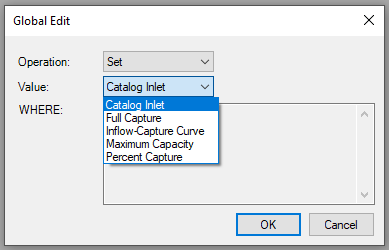 Global Edit
Operation: Set
Value: Catalog Inlet
WHERE:
Catalog Inlet
Full Capture
Inflow-Capture Curve
Maximum Capacity
Percent Capture
OK Cancel